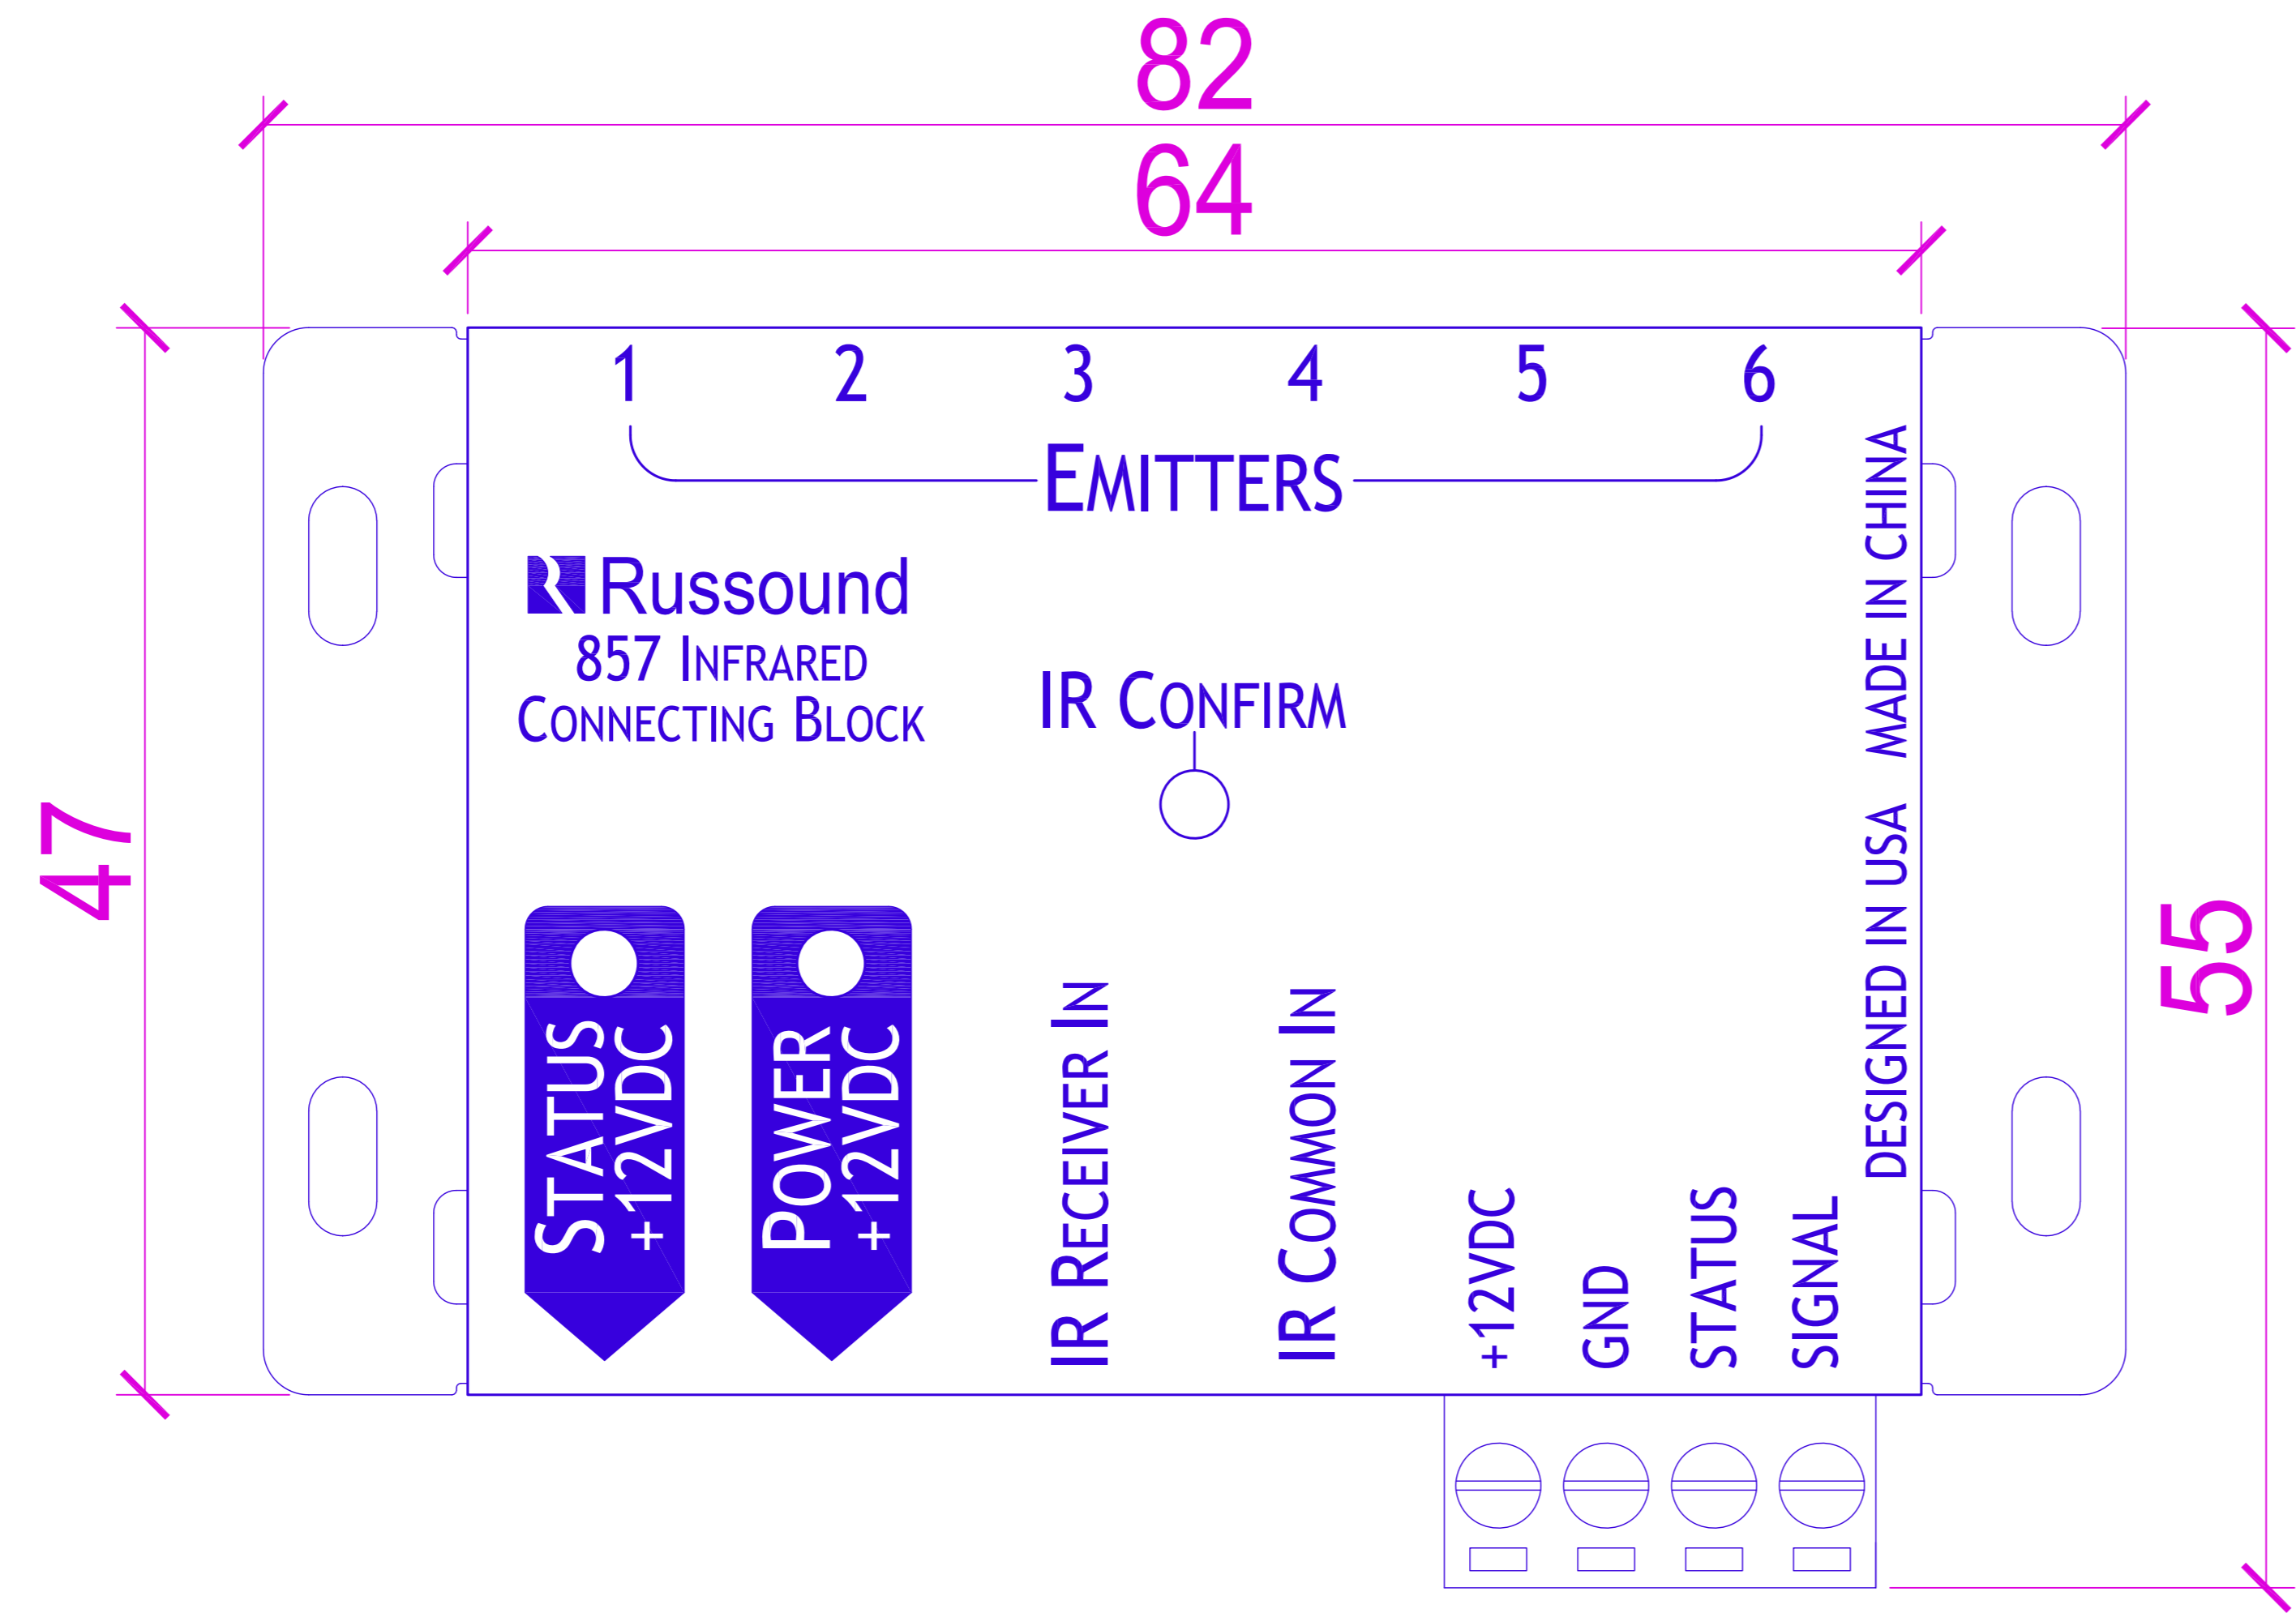 82
64
1 2 3 4 5 6
EMITTERS
Russound
857 INFRARED
CONNECTING BLOCK
IR CONFIRM
47
55
STATUS
+12VDC
POWER
+12VDC
IR RECEIVER IN
IR COMMON IN
+12VDC
GND
STATUS
SIGNAL
DESIGNED IN USA MADE IN CHINA